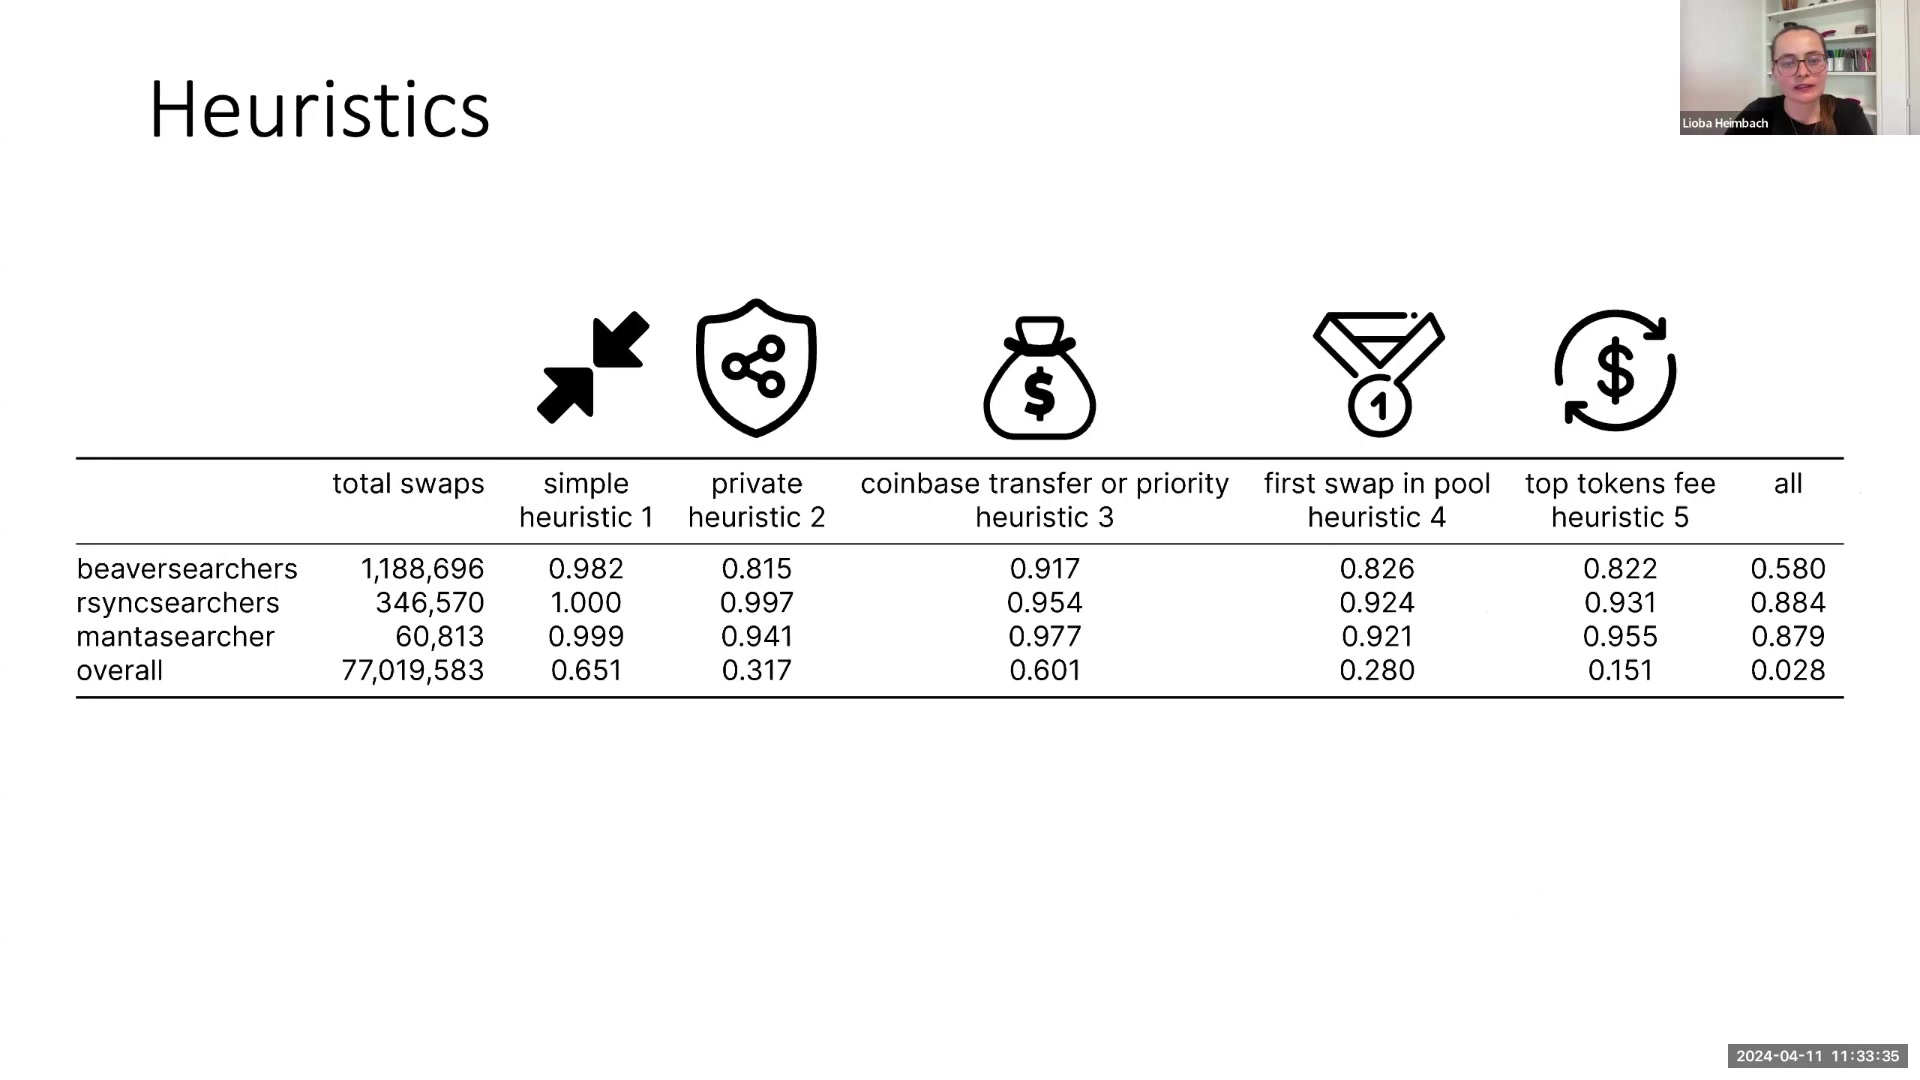 Heuristics
Lioba Heimbach
$
1
$
total swaps simple private coinbase transfer or priority first swap in pool top tokens fee all
heuristic 1 heuristic 2 heuristic 3 heuristic 4 heuristic 5
beaversearchers 1,188,696 0.982 0.815 0.917 0.826 0.822 0.580
rsyncsearchers 346,570 1.000 0.997 0.954 0.924 0.931 0.884
mantasearcher 60,813 0.999 0.941 0.977 0.921 0.955 0.879
overall 77,019,583 0.651 0.317 0.601 0.280 0.151 0.028
2024-04-11 11:33:35